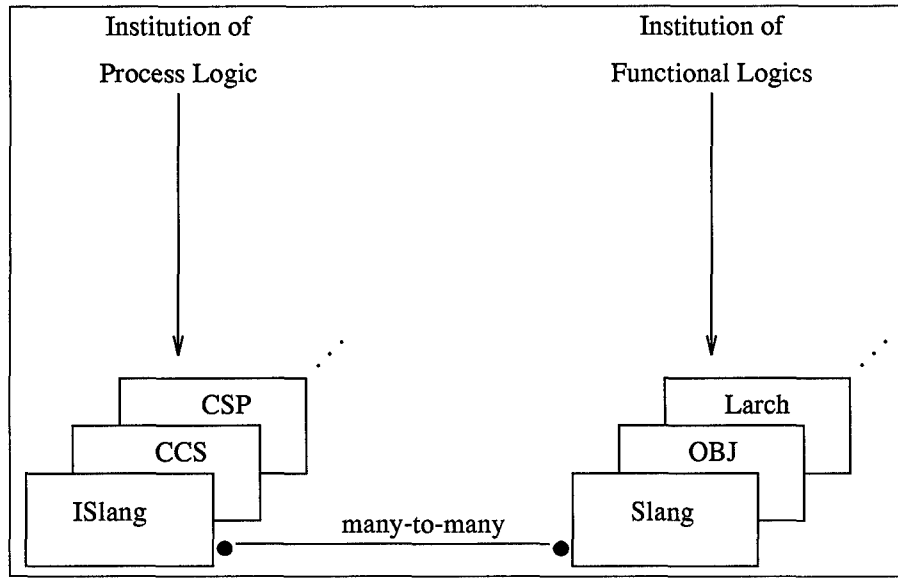 Institution of
Process Logic
Institution of
Functional Logics
CSP
CCS
ISlang
Larch
OBJ
Slang
many-to-many